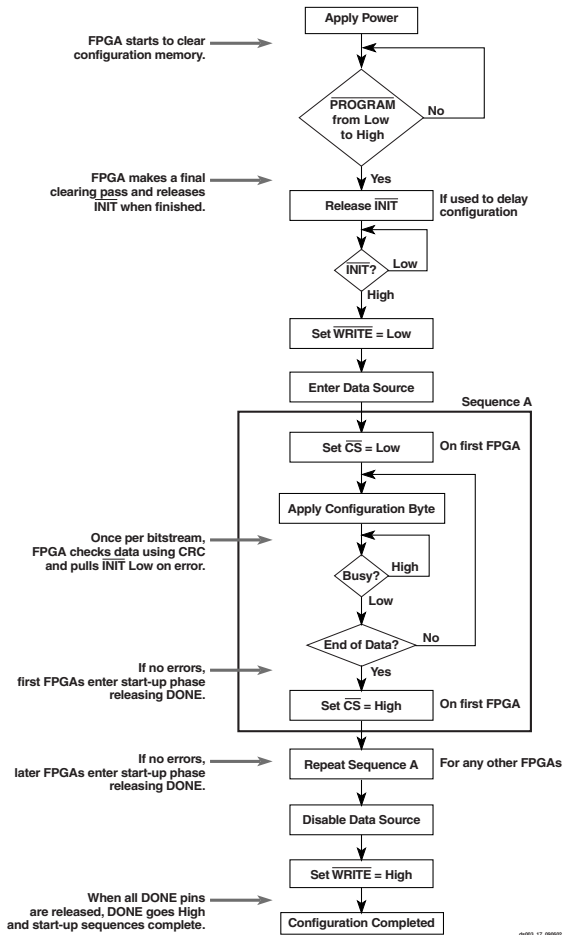 Apply Power
FPGA starts to clear
configuration memory.
PROGRAM
from Low
to High
No
Yes
FPGA makes a final
clearing pass and releases
INIT when finished.
Release INIT
If used to delay
configuration
INIT?
Low
High
Set WRITE = Low
Enter Data Source
Sequence A
Set CS = Low
On first FPGA
Apply Configuration Byte
Once per bitstream,
FPGA checks data using CRC
and pulls INIT Low on error.
Busy?
High
Low
End of Data?
No
Yes
If no errors,
first FPGAs enter start-up phase
releasing DONE.
Set CS = High
On first FPGA
If no errors,
later FPGAs enter start-up phase
releasing DONE.
Repeat Sequence A
For any other FPGAs
Disable Data Source
Set WRITE = High
When all DONE pins
are released, DONE goes High
and start-up sequences complete.
Configuration Completed